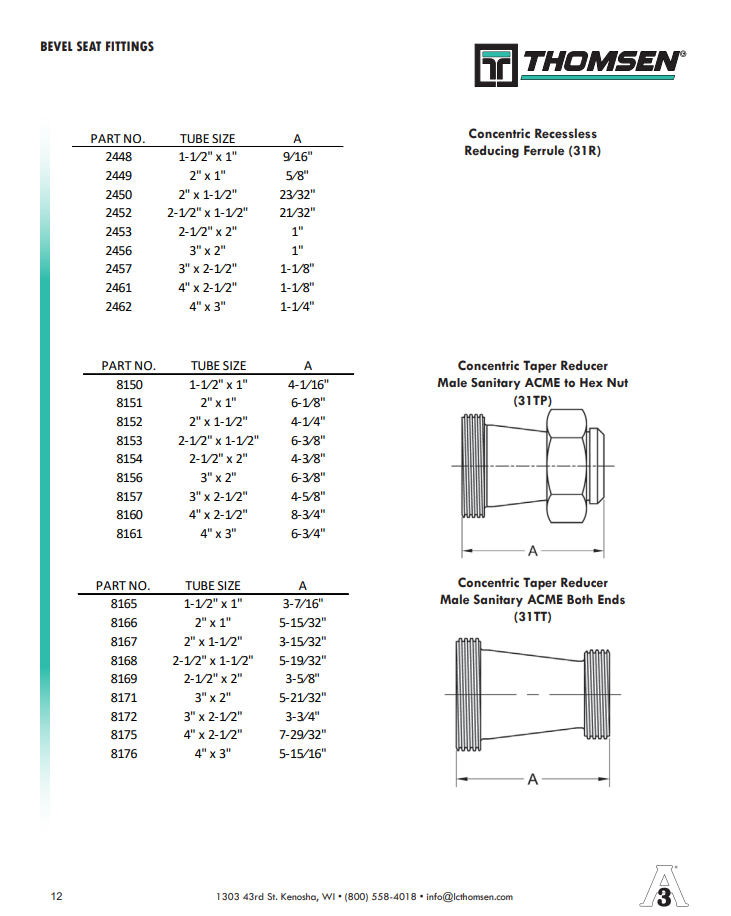 BEVEL SEAT FITTINGS
THOMSEN®
PART NO. TUBE SIZE A
2448 1-1⁄2" x 1" 9⁄16"
2449 2" x 1" 5⁄8"
2450 2" x 1-1⁄2" 23⁄32"
2452 2-1⁄2" x 1-1⁄2" 21⁄32"
2453 2-1⁄2" x 2" 1"
2456 3" x 2" 1"
2457 3" x 2-1⁄2" 1-1⁄8"
2461 4" x 2-1⁄2" 1-1⁄8"
2462 4" x 3" 1-1⁄4"
Concentric Recessless
Reducing Ferrule (31R)
PART NO. TUBE SIZE A
8150 1-1⁄2" x 1" 4-1⁄16"
8151 2" x 1" 6-1⁄8"
8152 2" x 1-1⁄2" 4-1⁄4"
8153 2-1⁄2" x 1-1⁄2" 6-3⁄8"
8154 2-1⁄2" x 2" 4-3⁄8"
8156 3" x 2" 6-3⁄8"
8157 3" x 2-1⁄2" 4-5⁄8"
8160 4" x 2-1⁄2" 8-3⁄4"
8161 4" x 3" 6-3⁄4"
Concentric Taper Reducer
Male Sanitary ACME to Hex Nut
(31TP)
A
PART NO. TUBE SIZE A
8165 1-1⁄2" x 1" 3-7⁄16"
8166 2" x 1" 5-15⁄32"
8167 2" x 1-1⁄2" 3-15⁄32"
8168 2-1⁄2" x 1-1⁄2" 5-19⁄32"
8169 2-1⁄2" x 2" 3-5⁄8"
8171 3" x 2" 5-21⁄32"
8172 3" x 2-1⁄2" 3-3⁄4"
8175 4" x 2-1⁄2" 7-29⁄32"
8176 4" x 3" 5-15⁄16"
Concentric Taper Reducer
Male Sanitary ACME Both Ends
(31TT)
A
12
1303 43rd St. Kenosha, WI • (800) 558-4018 • info@lcthomsen.com
A
3